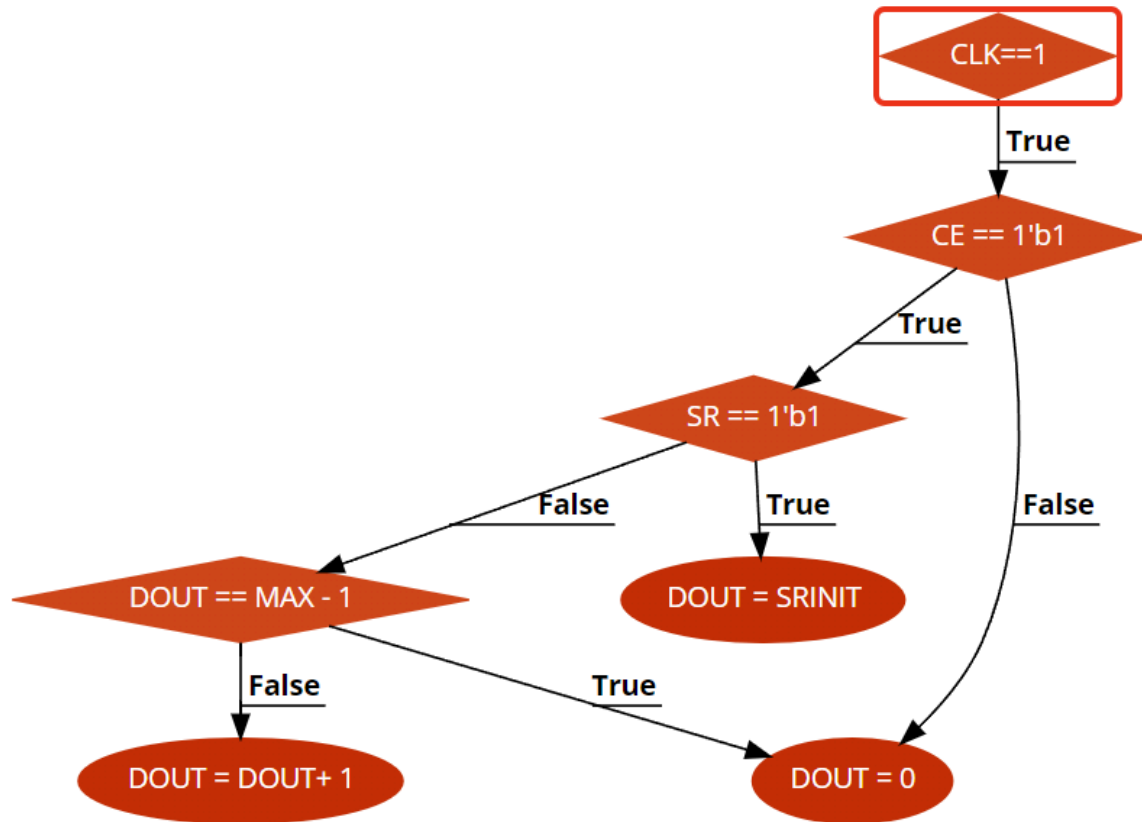 CLK==1
True
CE == 1'b1
True
SR == 1'b1
False
True
False
DOUT == MAX - 1
DOUT = SRINIT
False
True
DOUT = DOUT+ 1
DOUT = 0